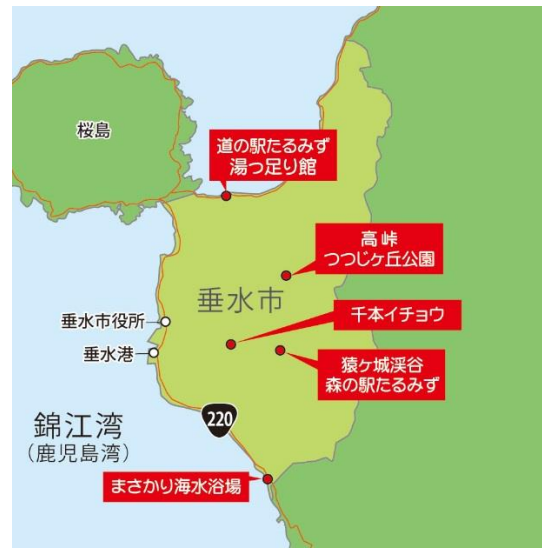 桜島
道の駅たるみず
湯っ足り館
高峠
つつじヶ丘公園
垂水市
千本イチョウ
垂水市役所
垂水港
猿ヶ城渓谷
森の駅たるみず
220
錦江湾
(鹿児島湾)
まさかり海水浴場